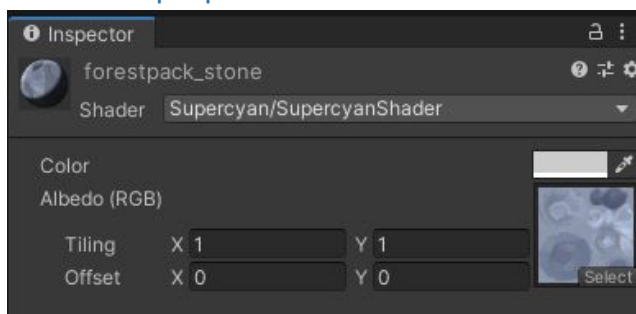 Inspector
forestpack_stone
Shader Supercyan/SupercyanShader
Color
Albedo (RGB)
Tiling X 1 Y 1
Offset X 0 Y 0
Select